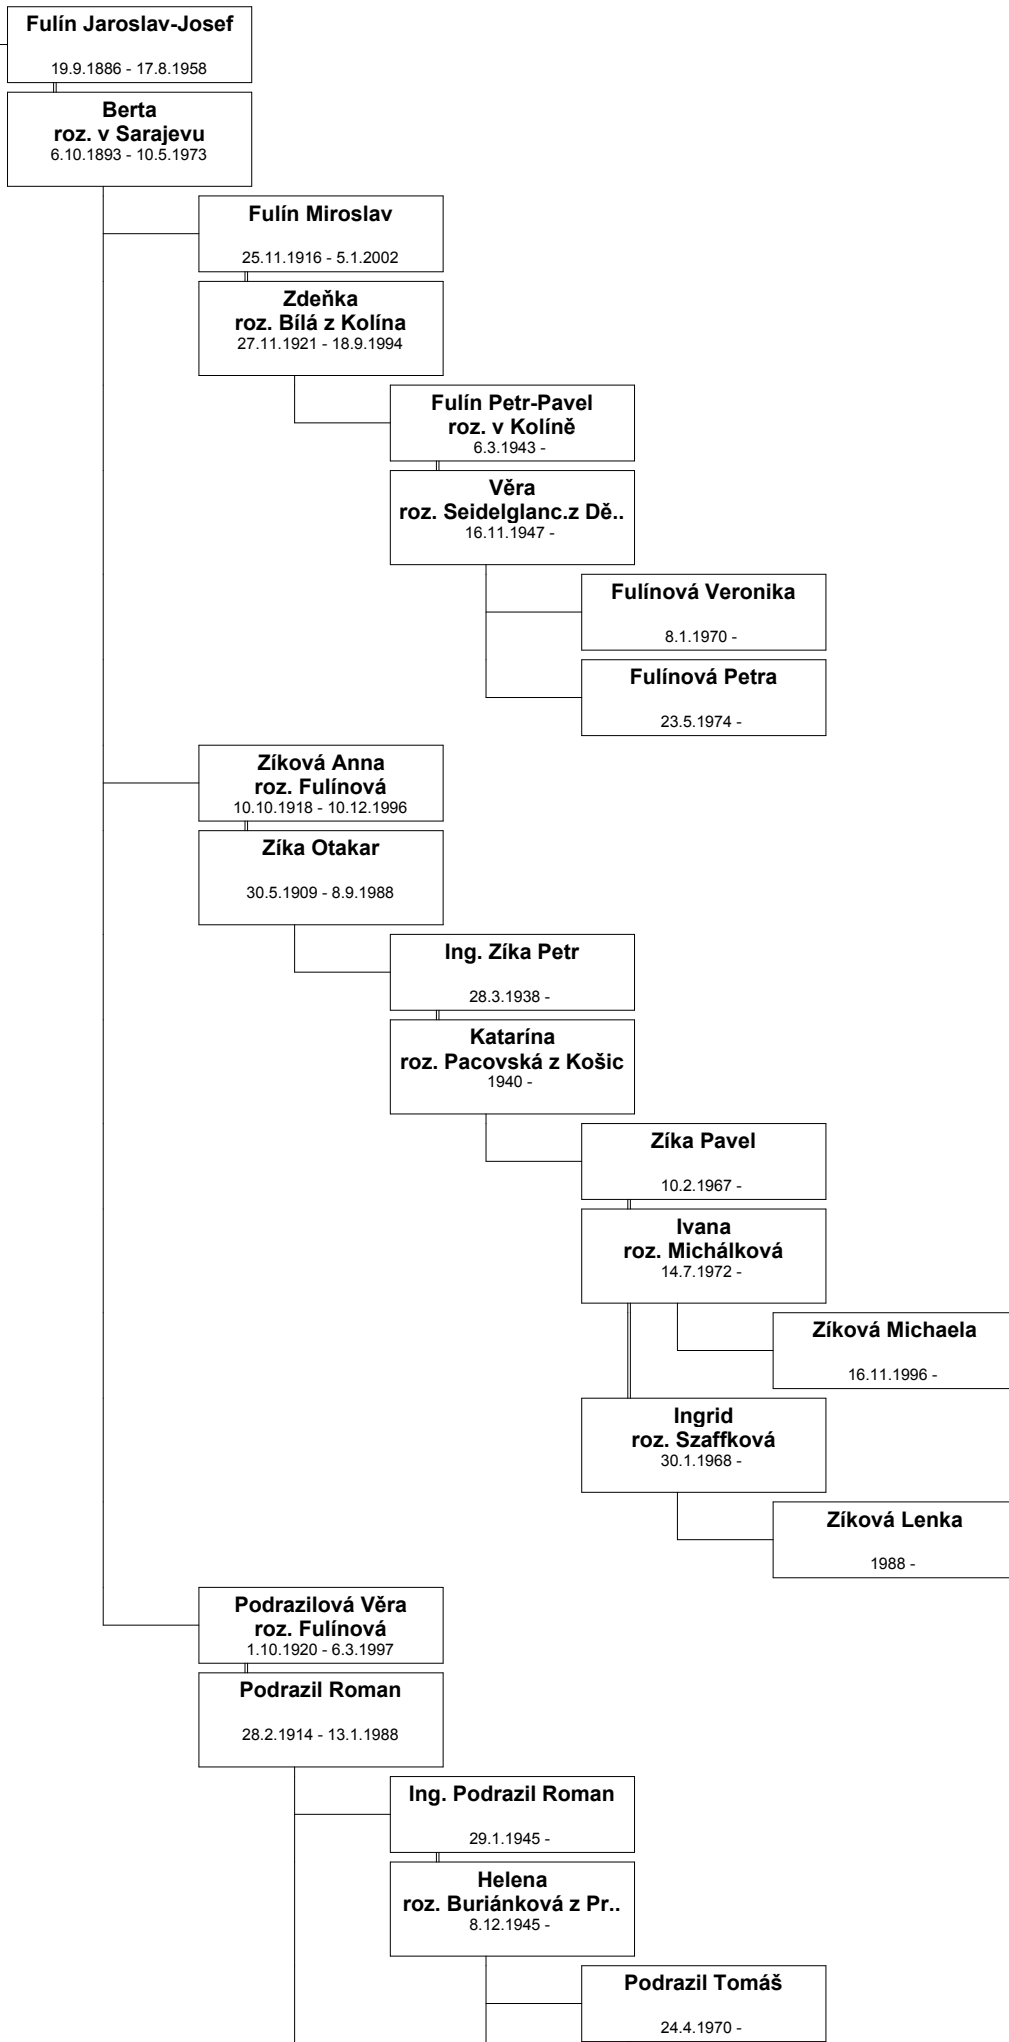 Fulín Jaroslav-Josef
19.9.1886 - 17.8.1958
Berta
roz. v Sarajevu
6.10.1893 - 10.5.1973
Fulín Miroslav
25.11.1916 - 5.1.2002
Zdeňka
roz. Bílá z Kolína
27.11.1921 - 18.9.1994
Fulín Petr-Pavel
roz. v Kolíně
6.3.1943 -
Věra
roz. Seidelglanc.z Dě..
16.11.1947 -
Fulínová Veronika
8.1.1970 -
Fulínová Petra
23.5.1974 -
Zíková Anna
roz. Fulínová
10.10.1918 - 10.12.1996
Zíka Otakar
30.5.1909 - 8.9.1988
Ing. Zíka Petr
28.3.1938 -
Katarína
roz. Pacovská z Košic
1940 -
Zíka Pavel
10.2.1967 -
Ivana
roz. Michálková
14.7.1972 -
Zíková Michaela
16.11.1996 -
Ingrid
roz. Szaffková
30.1.1968 -
Zíková Lenka
1988 -
Podrazilová Věra
roz. Fulínová
1.10.1920 - 6.3.1997
Podrazil Roman
28.2.1914 - 13.1.1988
Ing. Podrazil Roman
29.1.1945 -
Helena
roz. Buriánková z Pr..
8.12.1945 -
Podrazil Tomáš
24.4.1970 -